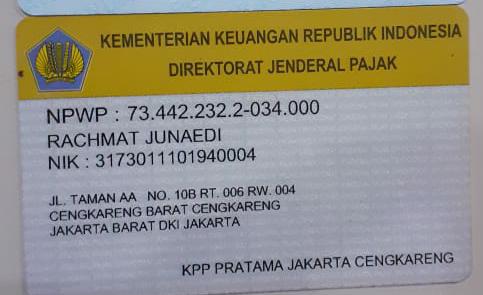 KEMENTERIAN KEUANGAN REPUBLIK INDONESIA
DIREKTORAT JENDERAL PAJAK
NPWP : 73.442.232.2-034.000
RACHMAT JUNAEDI
NIK : 3173011101940004
JL. TAMAN AA NO. 10B RT. 006 RW. 004
CENGKARENG BARAT CENGKARENG
JAKARTA BARAT DKI JAKARTA
KPP PRATAMA JAKARTA CENGKARENG